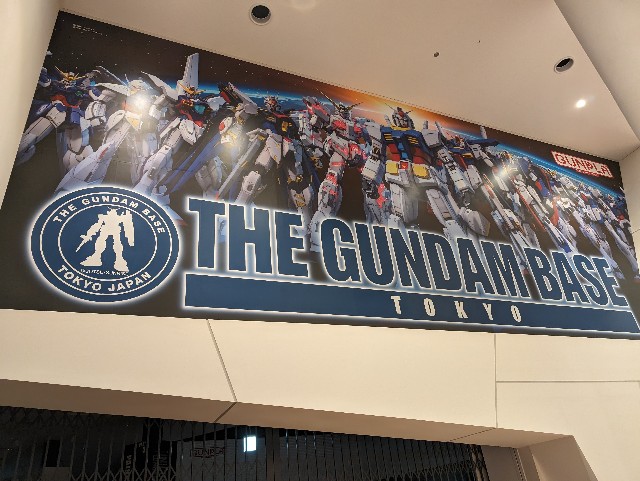 GUNPLA
THE GUNDAM BASE
TOKYO JAPAN
THE GUNDAM BASE
TOKYO